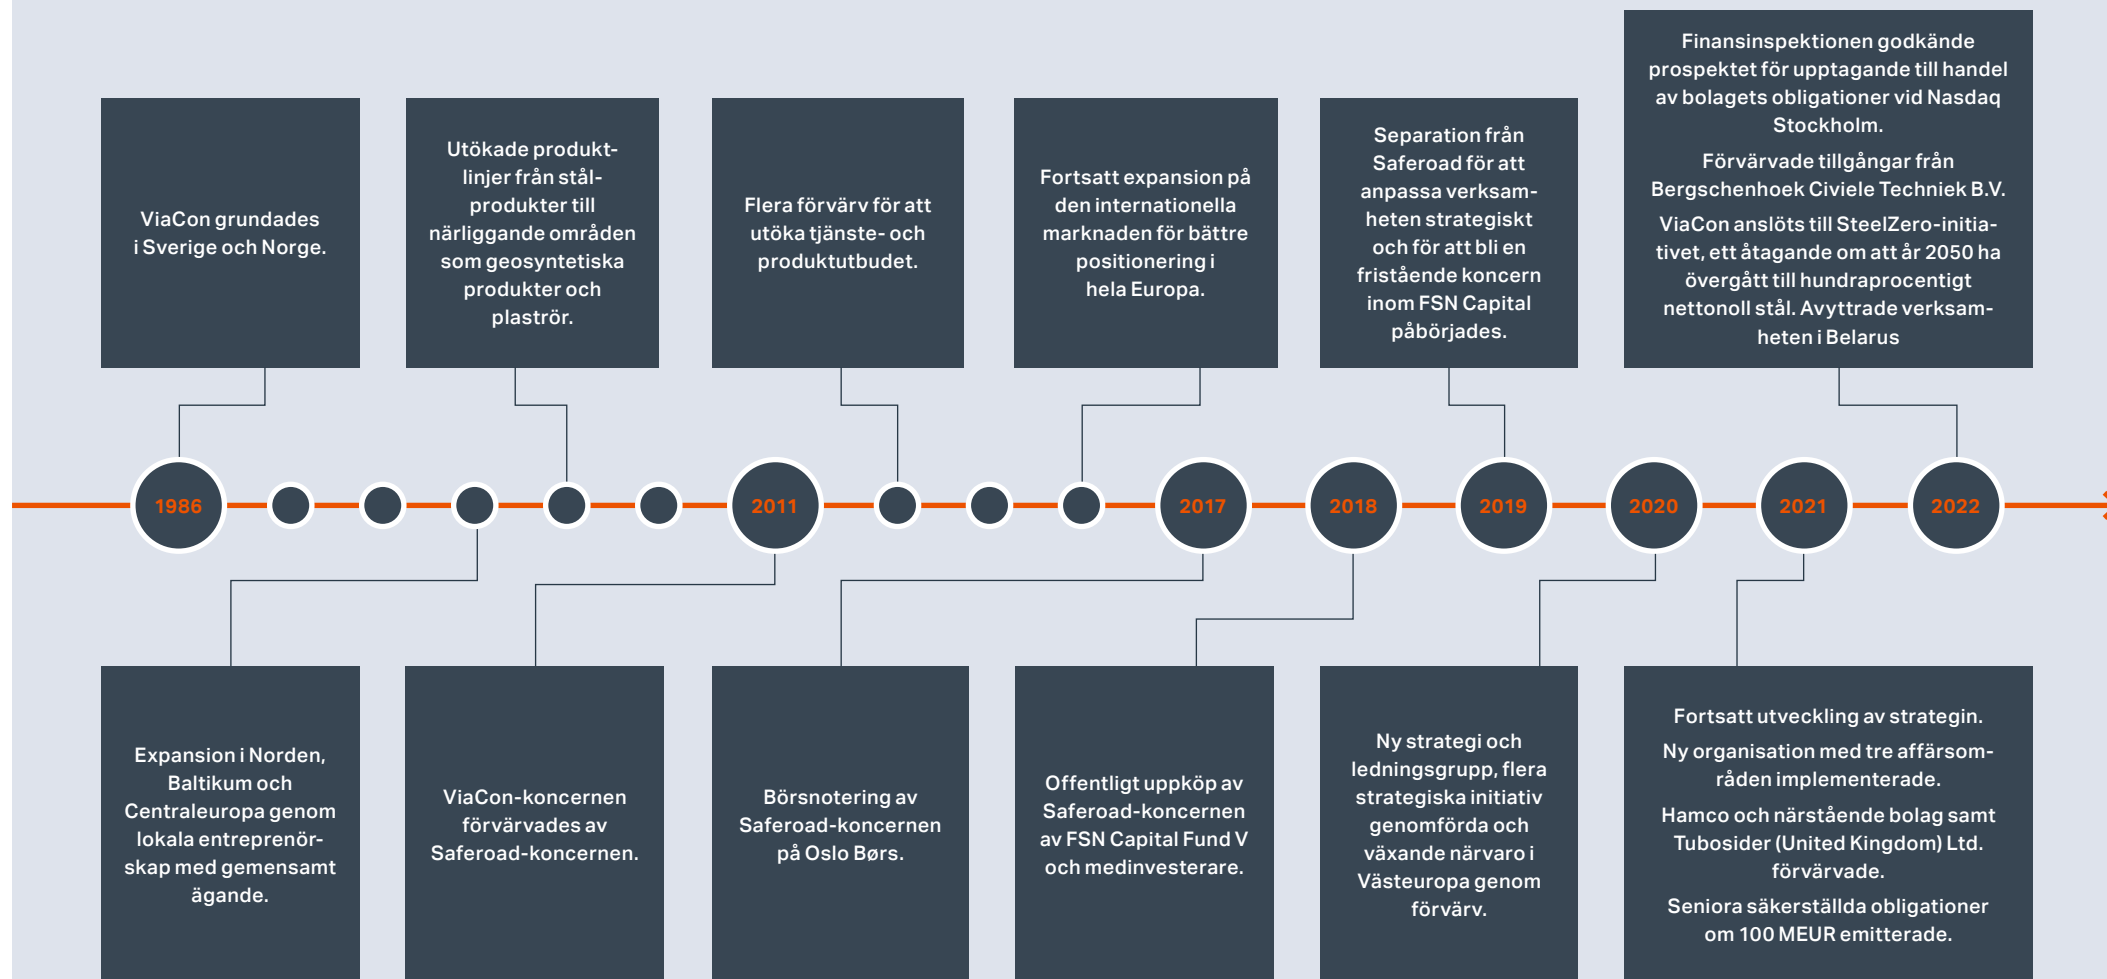 ViaCon grundades
i Sverige och Norge.
Utökade produkt-
linjer från stål-
produkter till
närliggande områden
som geosyntetiska
produkter och
plaströr.
Flera förvärv för att
utöka tjänste- och
produktutbudet.
Fortsatt expansion på
den internationella
marknaden för bättre
positionering i
hela Europa.
Separation från
Saferoad för att
anpassa verksam-
heten strategiskt
och för att bli en
fristående koncern
inom FSN Capital
påbörjades.
Finansinspektionen godkände
prospektet för upptagande till handel
av bolagets obligationer vid Nasdaq
Stockholm.
Förvärvade tillgångar från
Bergschenhoek Civiele Techniek B.V.
ViaCon anslöts till SteelZero-initia-
tivet, ett åtagande om att år 2050 ha
övergått till hundraprocentigt
nettonoll stål. Avyttrade verksam-
heten i Belarus
1986
2011
2017
2018
2019
2020
2021
2022
Expansion i Norden,
Baltikum och
Centraleuropa genom
lokala entreprenör-
skap med gemensamt
ägande.
ViaCon-koncernen
förvärvades av
Saferoad-koncernen.
Börsnotering av
Saferoad-koncernen
på Oslo Børs.
Offentligt uppköp av
Saferoad-koncernen
av FSN Capital Fund V
och medinvesterare.
Ny strategi och
ledningsgrupp, flera
strategiska initiativ
genomförda och
växande närvaro i
Västeuropa genom
förvärv.
Fortsatt utveckling av strategin.
Ny organisation med tre affärsom-
råden implementerade.
Hamco och närstående bolag samt
Tubosider (United Kingdom) Ltd.
förvärvade.
Seniora säkerställda obligationer
om 100 MEUR emitterade.